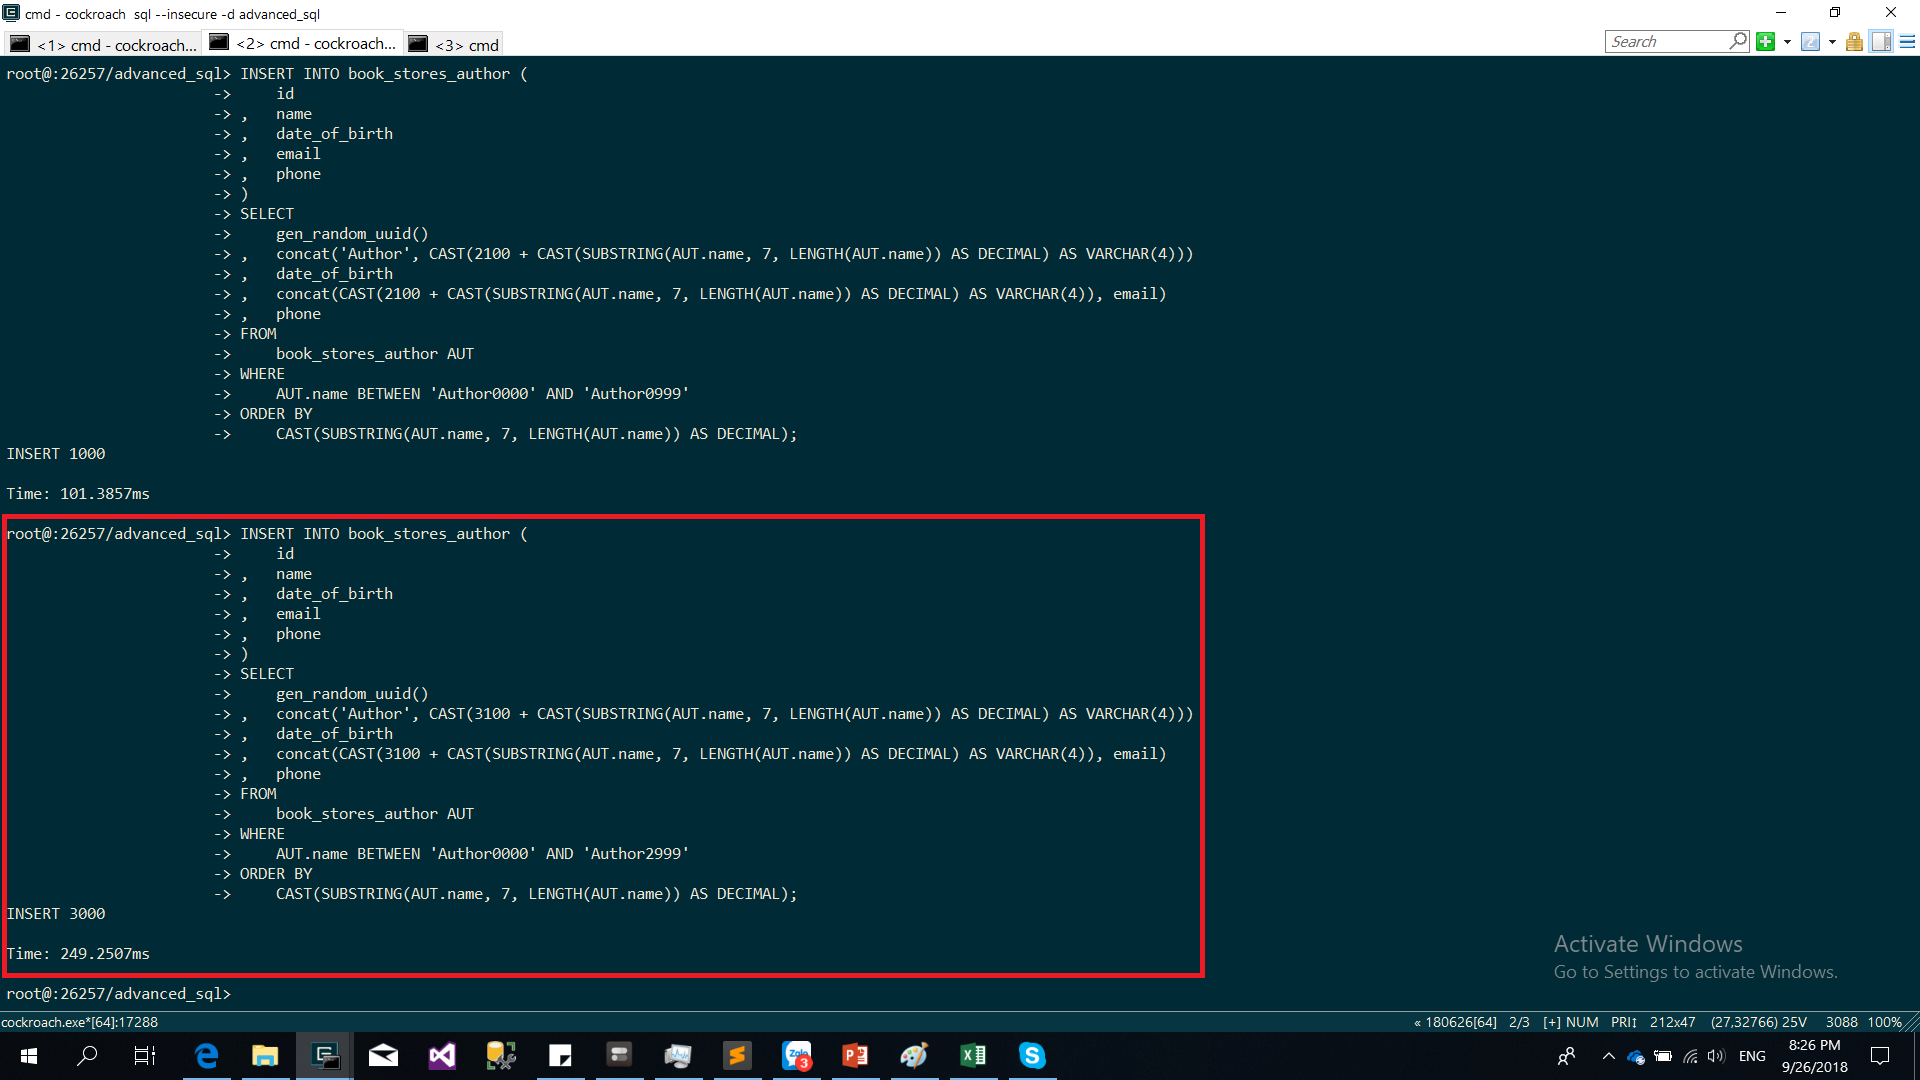 cmd - cockroach  sql --insecure -d advanced_sql
<1> cmd - cockroach... <2> cmd - cockroach... <3> cmd Search
root@:26257/advanced_sql> INSERT INTO book_stores_author (
                       ->     id
                       -> ,   name
                       -> ,   date_of_birth
                       -> ,   email
                       -> ,   phone
                       -> )
                       -> SELECT
                       ->     gen_random_uuid()
                       -> ,   concat('Author', CAST(2100 + CAST(SUBSTRING(AUT.name, 7, LENGTH(AUT.name)) AS DECIMAL) AS VARCHAR(4)))
                       -> ,   date_of_birth
                       -> ,   concat(CAST(2100 + CAST(SUBSTRING(AUT.name, 7, LENGTH(AUT.name)) AS DECIMAL) AS VARCHAR(4)), email)
                       -> ,   phone
                       -> FROM
                       ->     book_stores_author AUT
                       -> WHERE
                       ->     AUT.name BETWEEN 'Author0000' AND 'Author0999'
                       -> ORDER BY
                       ->     CAST(SUBSTRING(AUT.name, 7, LENGTH(AUT.name)) AS DECIMAL);
INSERT 1000
Time: 101.3857ms
root@:26257/advanced_sql> INSERT INTO book_stores_author (
                       ->     id
                       -> ,   name
                       -> ,   date_of_birth
                       -> ,   email
                       -> ,   phone
                       -> )
                       -> SELECT
                       ->     gen_random_uuid()
                       -> ,   concat('Author', CAST(3100 + CAST(SUBSTRING(AUT.name, 7, LENGTH(AUT.name)) AS DECIMAL) AS VARCHAR(4)))
                       -> ,   date_of_birth
                       -> ,   concat(CAST(3100 + CAST(SUBSTRING(AUT.name, 7, LENGTH(AUT.name)) AS DECIMAL) AS VARCHAR(4)), email)
                       -> ,   phone
                       -> FROM
                       ->     book_stores_author AUT
                       -> WHERE
                       ->     AUT.name BETWEEN 'Author0000' AND 'Author2999'
                       -> ORDER BY
                       ->     CAST(SUBSTRING(AUT.name, 7, LENGTH(AUT.name)) AS DECIMAL);
INSERT 3000
Time: 249.2507ms
root@:26257/advanced_sql>
Activate Windows
Go to Settings to activate Windows.
cockroach.exe*[64]:17288 « 180626[64] 2/3 [+] NUM PRI↕ 212x47 (27,32766) 25V 3088 100%
Zalo 3 ENG 8:26 PM
9/26/2018